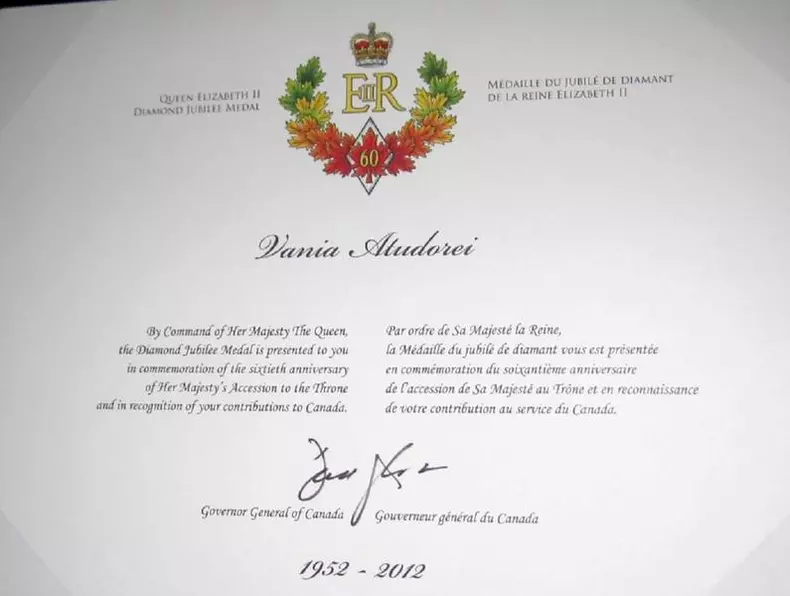 QUEEN ELIZABETH II
DIAMOND JUBILEE MEDAL
EIIR
60
MÉDAILLE DU JUBILÉ DE DIAMANT
DE LA REINE ELIZABETH II
Vania Atudorei
By Command of Her Majesty The Queen,
the Diamond Jubilee Medal is presented to you
in commemoration of the sixtieth anniversary
of Her Majesty's Accession to the Throne
and in recognition of your contributions to Canada.
Par ordre de Sa Majesté la Reine,
la Médaille du jubilé de diamant vous est présentée
en commémoration du soixantième anniversaire
de l'accession de Sa Majesté au Trône et en reconnaissance
de votre contribution au service du Canada.
Governor General of Canada
Gouverneur général du Canada
1952 - 2012